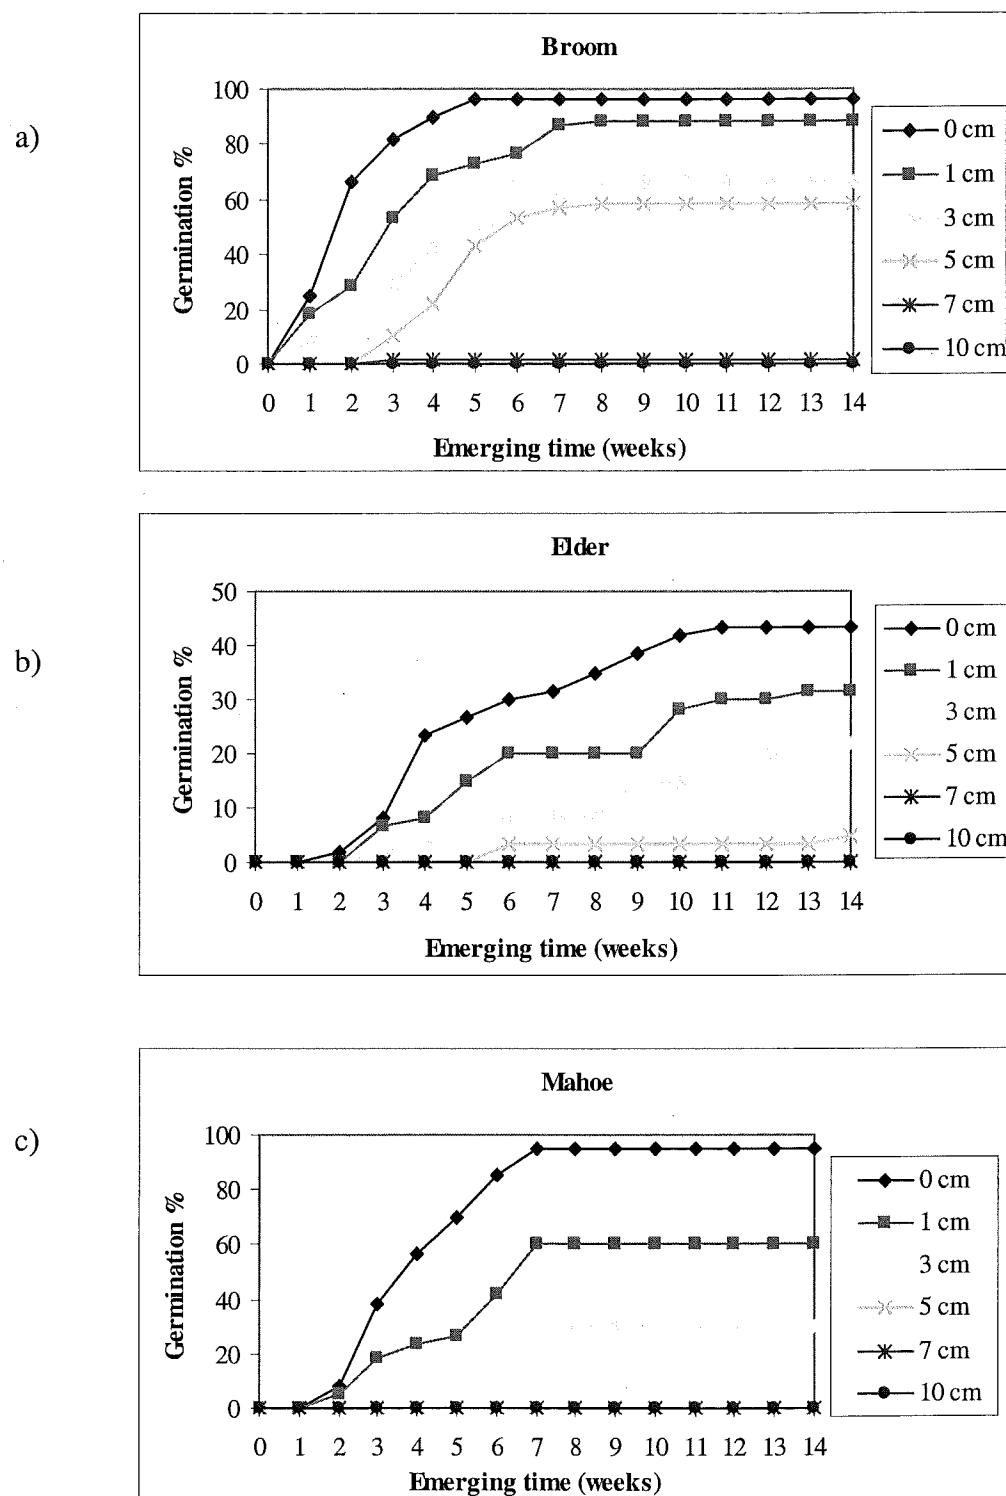 a)
Broom
Germination %
100
80
60
40
20
0
0 1 2 3 4 5 6 7 8 9 10 11 12 13 14
Emerging time (weeks)
0 cm
1 cm
3 cm
5 cm
7 cm
10 cm
b)
Elder
Germination %
50
40
30
20
10
0
0 1 2 3 4 5 6 7 8 9 10 11 12 13 14
Emerging time (weeks)
0 cm
1 cm
3 cm
5 cm
7 cm
10 cm
c)
Mahoe
Germination %
100
80
60
40
20
0
0 1 2 3 4 5 6 7 8 9 10 11 12 13 14
Emerging time (weeks)
0 cm
1 cm
3 cm
5 cm
7 cm
10 cm